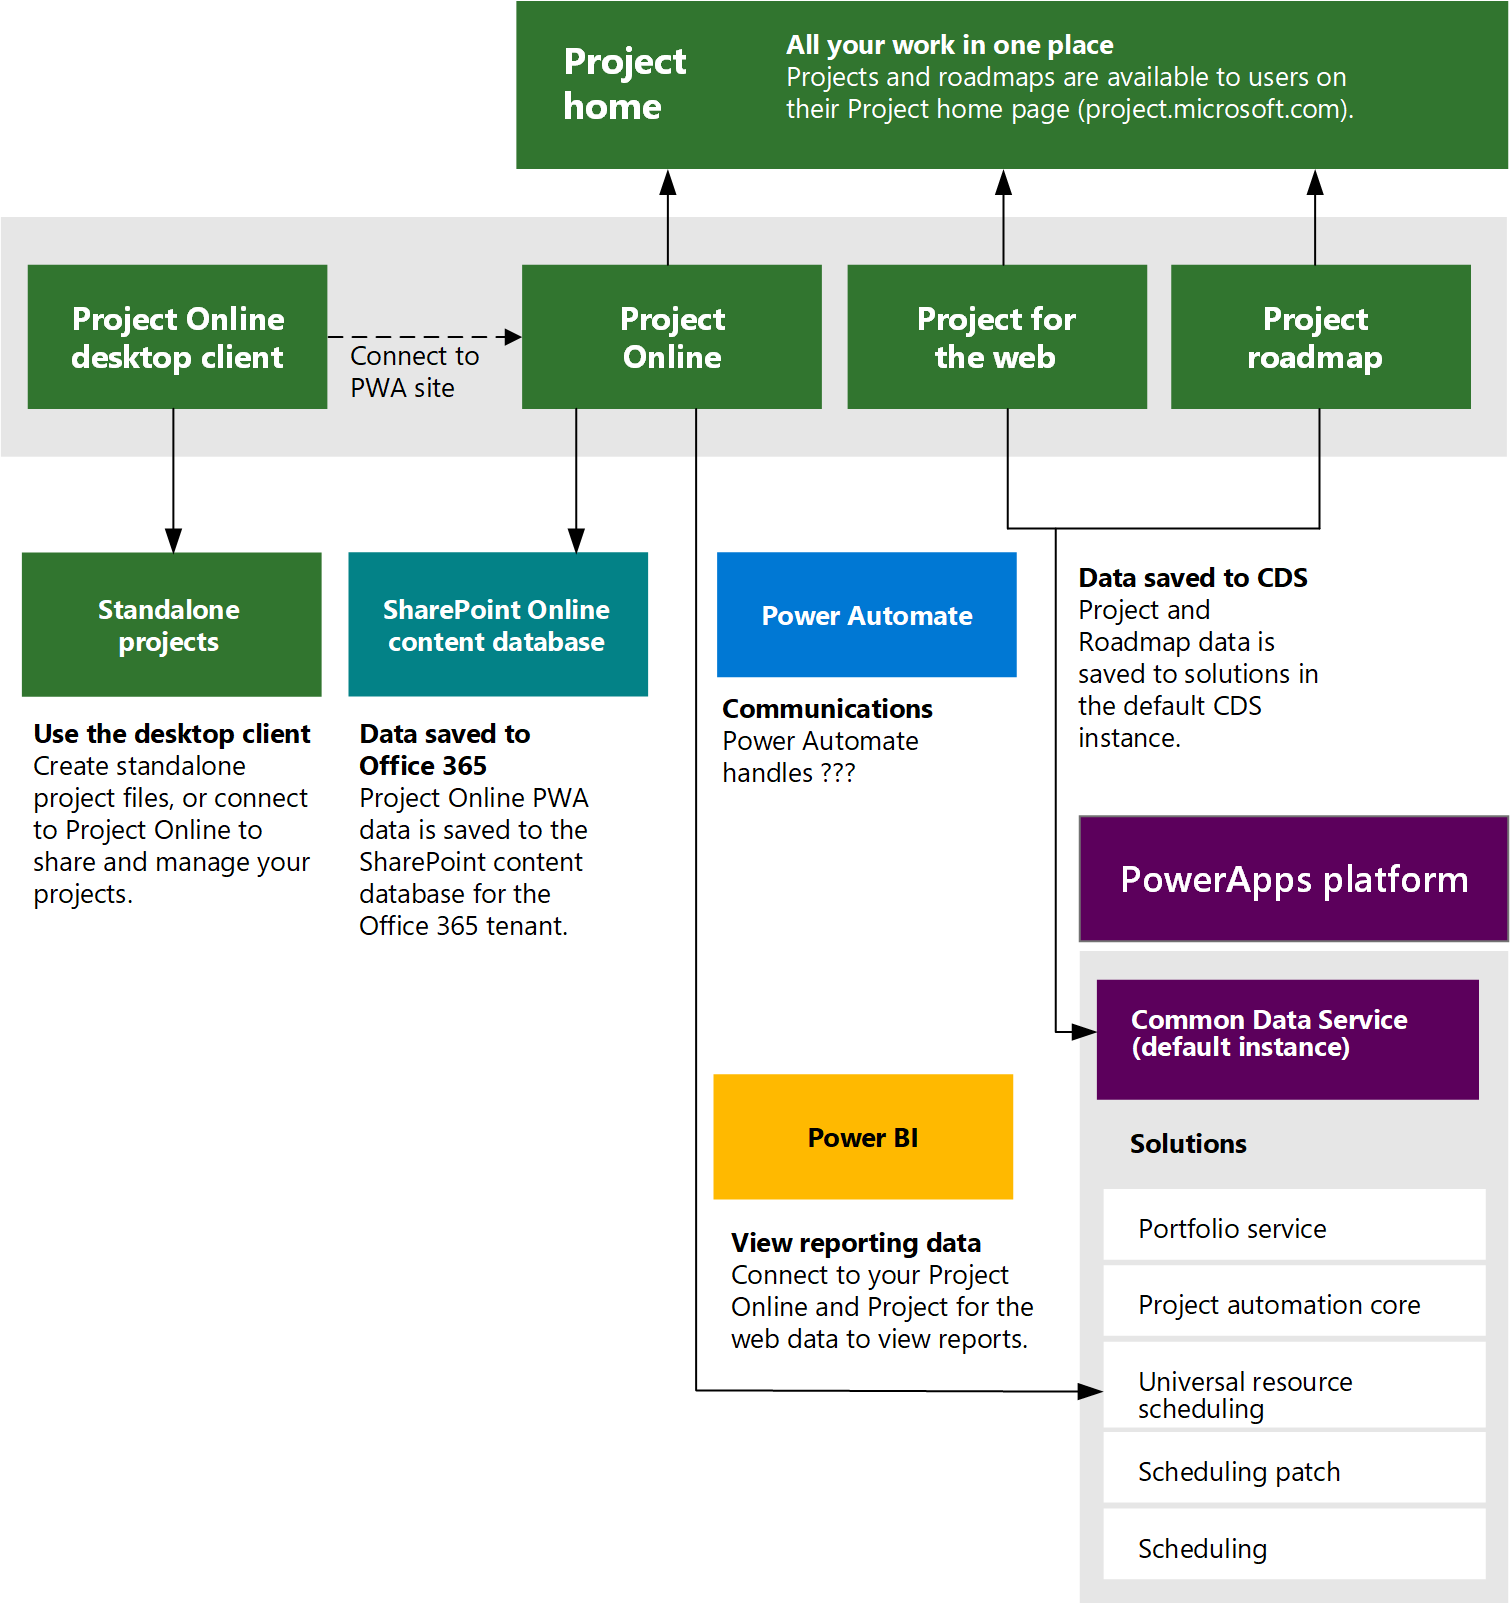 Project
home
All your work in one place
Projects and roadmaps are available to users on
their Project home page (project.microsoft.com).
Project Online
desktop client
Connect to
PWA site
Project
Online
Project for
the web
Project
roadmap
Standalone
projects
Use the desktop client
Create standalone
project files, or connect
to Project Online to
share and manage your
projects.
SharePoint Online
content database
Data saved to
Office 365
Project Online PWA
data is saved to the
SharePoint content
database for the
Office 365 tenant.
Power Automate
Communications
Power Automate
handles ???
Data saved to CDS
Project and
Roadmap data is
saved to solutions in
the default CDS
instance.
PowerApps platform
Common Data Service
(default instance)
Power BI
View reporting data
Connect to your Project
Online and Project for the
web data to view reports.
Solutions
Portfolio service
Project automation core
Universal resource
scheduling
Scheduling patch
Scheduling